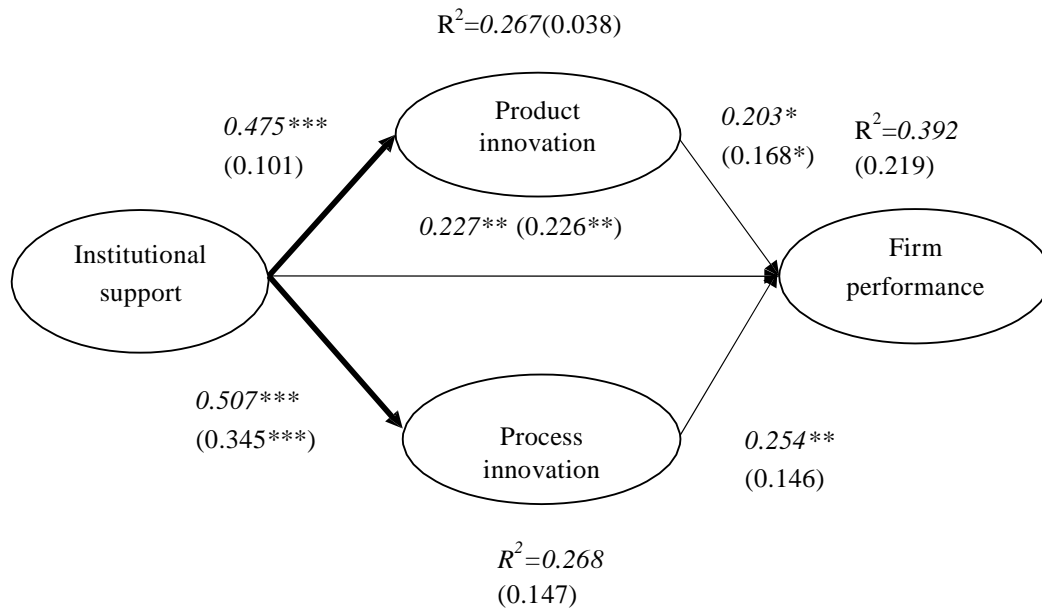 R²=0.267(0.038)
Product
innovation
0.475***
(0.101)
0.203*
(0.168*)
R²=0.392
(0.219)
0.227** (0.226**)
Institutional
support
Firm
performance
0.507***
(0.345***)
Process
innovation
0.254**
(0.146)
R²=0.268
(0.147)